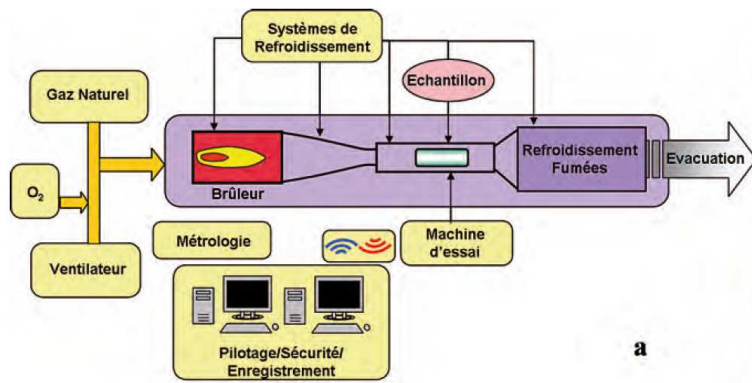 Systèmes de
Refroidissement
Gaz Naturel
Echantillon
O2
Brûleur
Refroidissement
Fumées
Evacuation
Ventilateur
Métrologie
Machine
d'essai
Pilotage/Sécurité/
Enregistrement
a